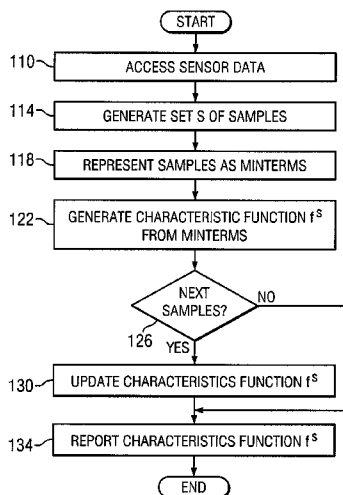 START
110 ACCESS SENSOR DATA
114 GENERATE SET S OF SAMPLES
118 REPRESENT SAMPLES AS MINTERMS
122 GENERATE CHARACTERISTIC FUNCTION f^S
FROM MINTERMS
NEXT
SAMPLES?
NO
126
YES
130 UPDATE CHARACTERISTICS FUNCTION f^S
134 REPORT CHARACTERISTICS FUNCTION f^S
END